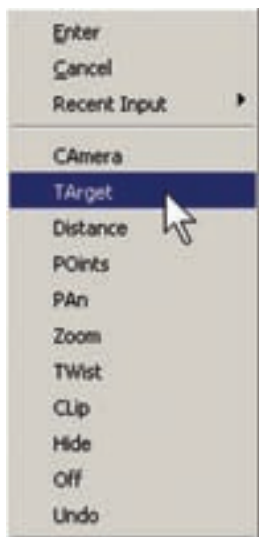 Enter
Cancel
Recent Input
CAmera
TArget
Distance
POints
PAn
Zoom
TWist
CLip
Hide
Off
Undo